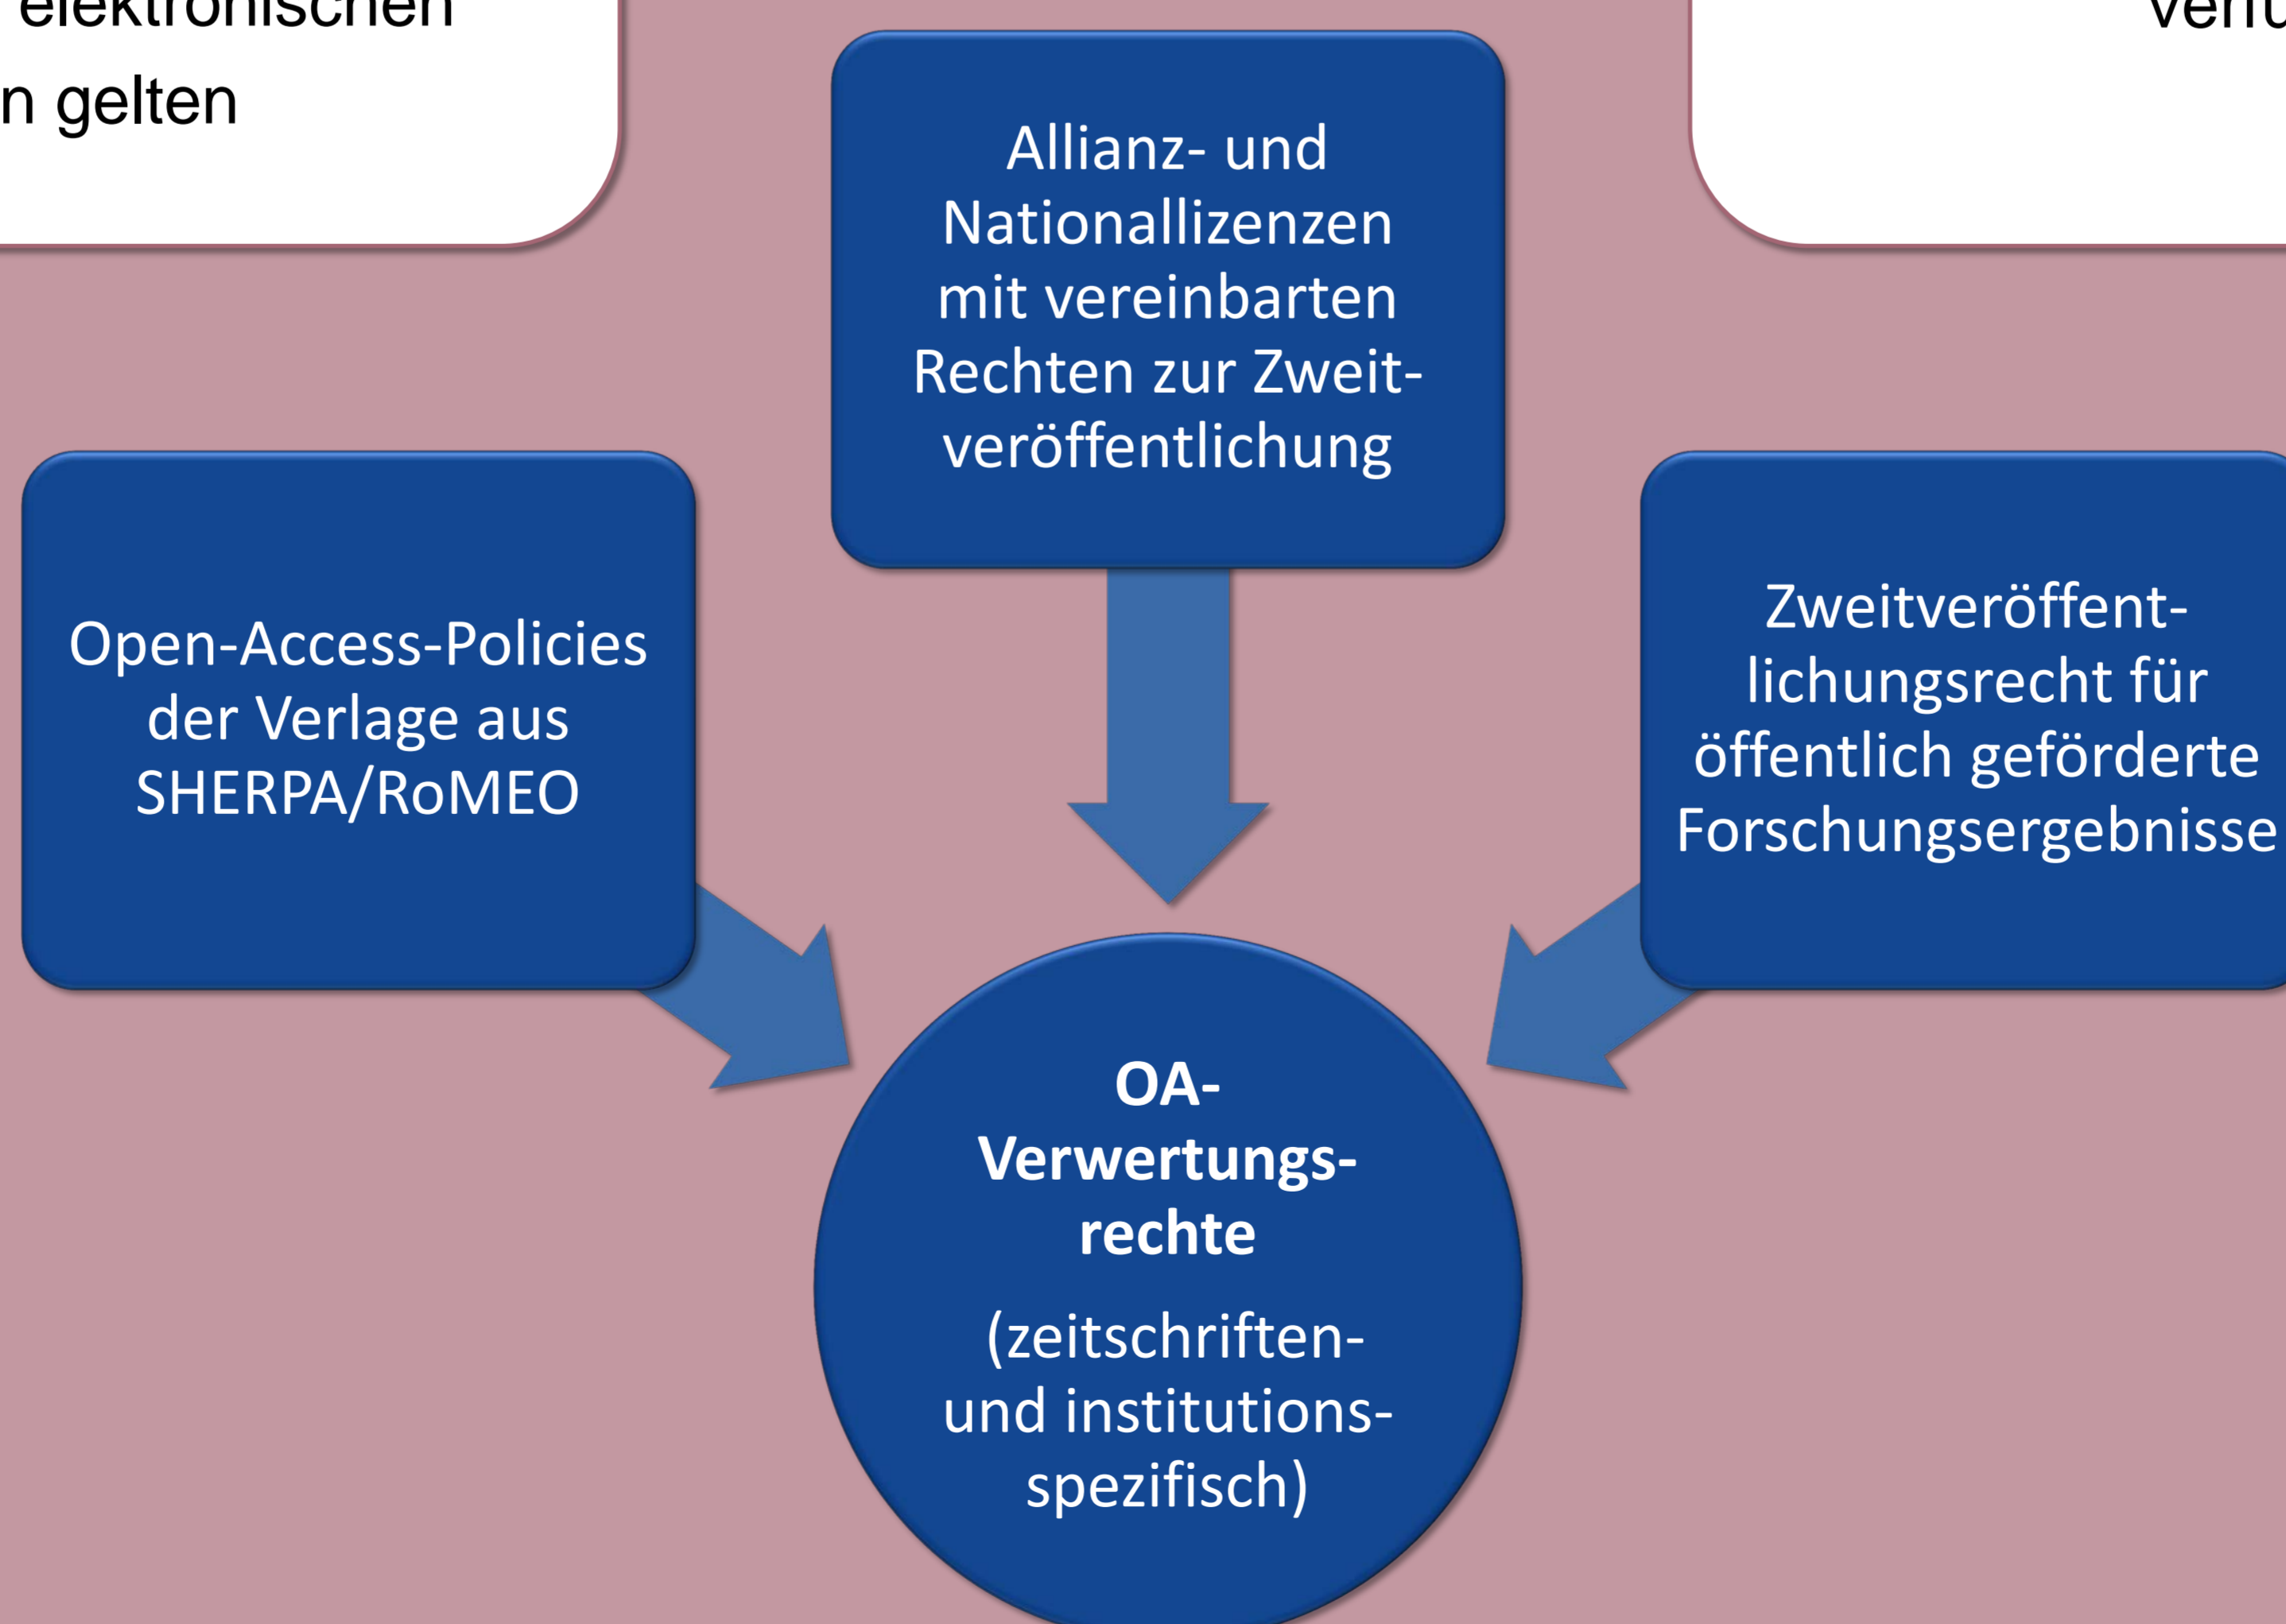 elektronischen
n gelten
Allianz- und
Nationallizenzen
mit vereinbarten
Rechten zur Zweit-
veröffentlichung
Open-Access-Policies
der Verlage aus
SHERPA/RoMEO
Zweitveröffent-
lichungsrecht für
öffentlich geförderte
Forschungsergebnisse
OA-
Verwertungs-
rechte
(zeitschriften-
und institutions-
spezifisch)